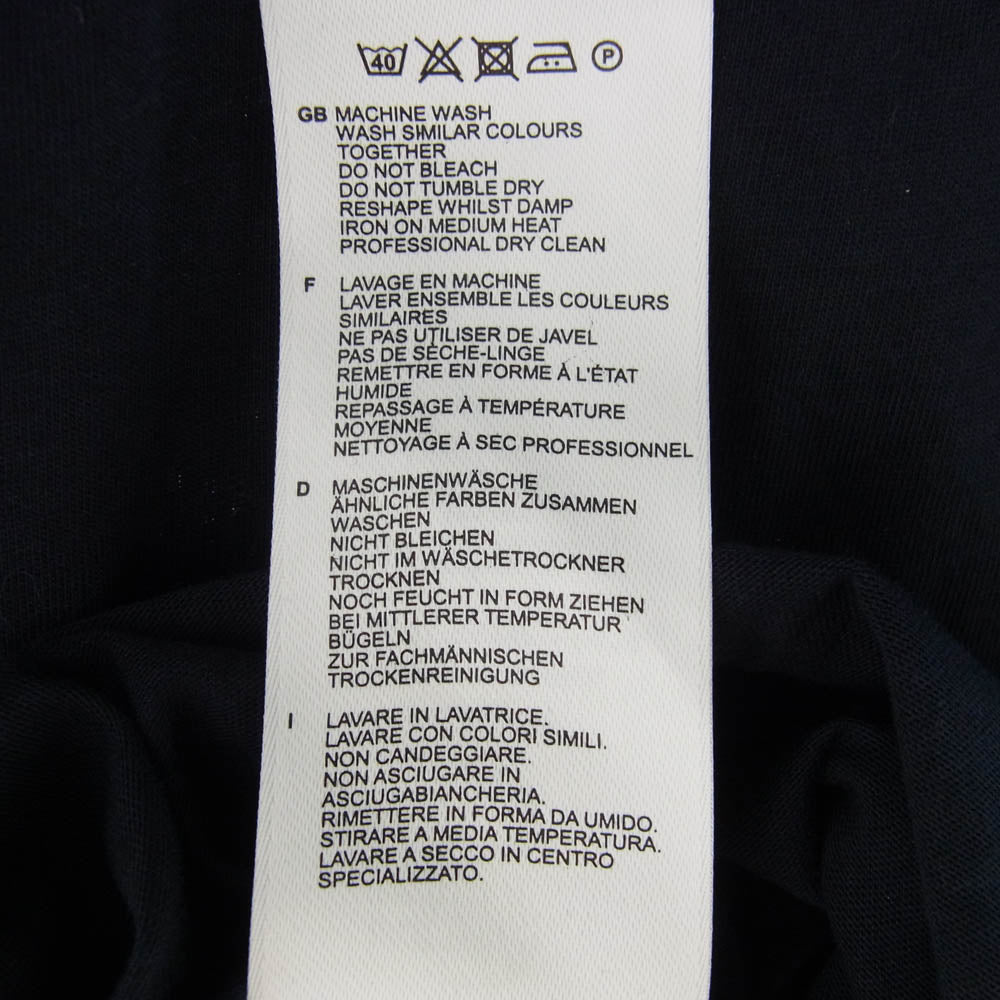 40 P
GB MACHINE WASH
WASH SIMILAR COLOURS
TOGETHER
DO NOT BLEACH
DO NOT TUMBLE DRY
RESHAPE WHILST DAMP
IRON ON MEDIUM HEAT
PROFESSIONAL DRY CLEAN
F LAVAGE EN MACHINE
LAVER ENSEMBLE LES COULEURS
SIMILAIRES
NE PAS UTILISER DE JAVEL
PAS DE SÈCHE-LINGE
REMETTRE EN FORME À L'ÉTAT
HUMIDE
REPASSAGE À TEMPÉRATURE
MOYENNE
NETTOYAGE À SEC PROFESSIONNEL
D MASCHINENWÄSCHE
ÄHNLICHE FARBEN ZUSAMMEN
WASCHEN
NICHT BLEICHEN
NICHT IM WÄSCHETROCKNER
TROCKNEN
NOCH FEUCHT IN FORM ZIEHEN
BEI MITTLERER TEMPERATUR
BÜGELN
ZUR FACHMÄNNISCHEN
TROCKENREINIGUNG
I LAVARE IN LAVATRICE.
LAVARE CON COLORI SIMILI.
NON CANDEGGIARE.
NON ASCIUGARE IN
ASCIUGABIANCHERIA.
RIMETTERE IN FORMA DA UMIDO.
STIRARE A MEDIA TEMPERATURA.
LAVARE A SECCO IN CENTRO
SPECIALIZZATO.